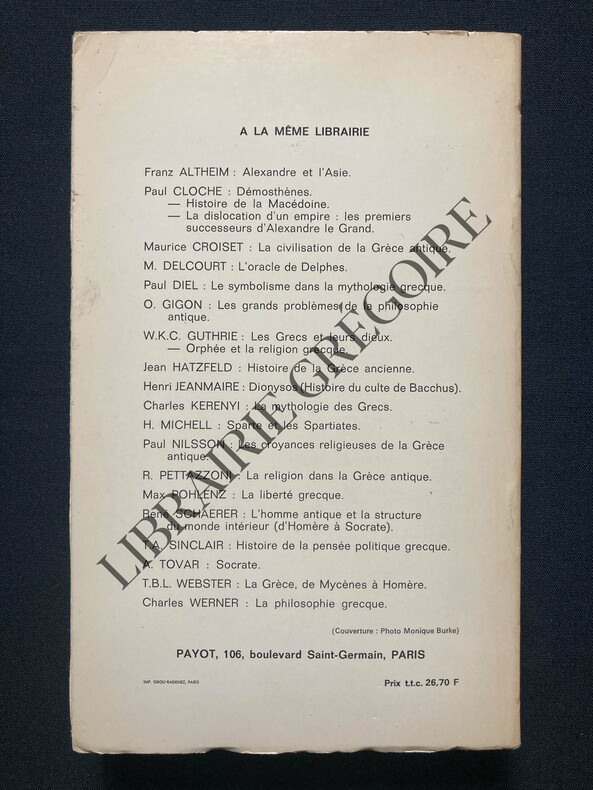 A LA MÊME LIBRAIRIE
Franz ALTHEIM : Alexandre et l'Asie.
Paul CLOCHE : Démosthènes.
— Histoire de la Macédoine.
— La dislocation d'un empire : les premiers
successeurs d'Alexandre le Grand.
Maurice CROISET : La civilisation de la Grèce antique.
M. DELCOURT : L'oracle de Delphes.
Paul DIEL : Le symbolisme dans la mythologie grecque.
O. GIGON : Les grands problèmes de la philosophie
antique.
W.K.C. GUTHRIE : Les Grecs et leurs dieux.
— Orphée et la religion grecque.
Jean HATZFELD : Histoire de la Grèce ancienne.
Henri JEANMAIRE : Dionysos (Histoire du culte de Bacchus).
Charles KERENYI : La mythologie des Grecs.
H. MICHELL : Sparte et les Spartiates.
Paul NILSSON : Les croyances religieuses de la Grèce
antique.
R. PETTAZZONI : La religion dans la Grèce antique.
Max POHLENZ : La liberté grecque.
René SCHAERER : L'homme antique et la structure
du monde intérieur (d'Homère à Socrate).
T.A. SINCLAIR : Histoire de la pensée politique grecque.
A. TOVAR : Socrate.
T.B.L. WEBSTER : La Grèce, de Mycènes à Homère.
Charles WERNER : La philosophie grecque.
(Couverture : Photo Monique Burke)
PAYOT, 106, boulevard Saint-Germain, PARIS
IMP. GROU-RADENEZ, PARIS
Prix t.t.c. 26,70 F
LIBRAIRIE GREGOIRE